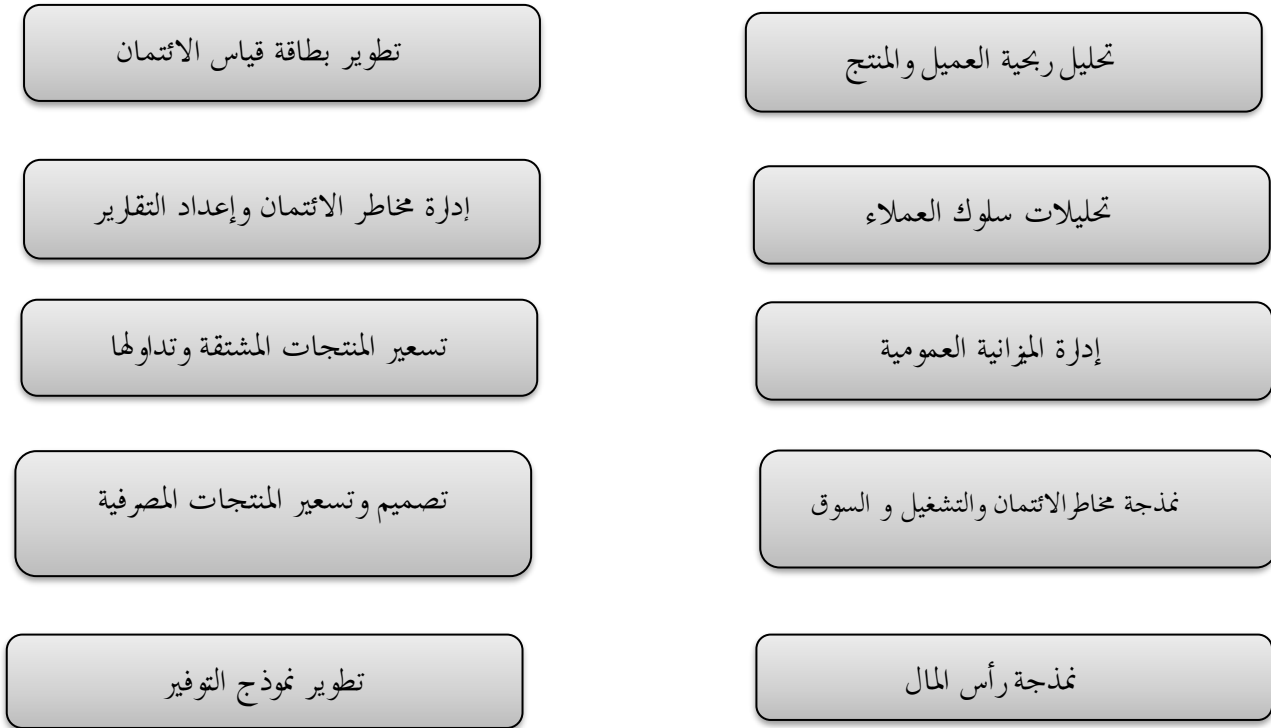 تحليل ربحية العميل والمنتج
تطوير بطاقة قياس الائتمان
تحليلات سلوك العملاء
إدارة مخاطر الائتمان وإعداد التقارير
إدارة الميزانية العمومية
تسعير المنتجات المشتقة وتداولها
نمذجة مخاطر الائتمان والتشغيل و السوق
تصميم وتسعير المنتجات المصرفية
نمذجة رأس المال
تطوير نموذج التوفير